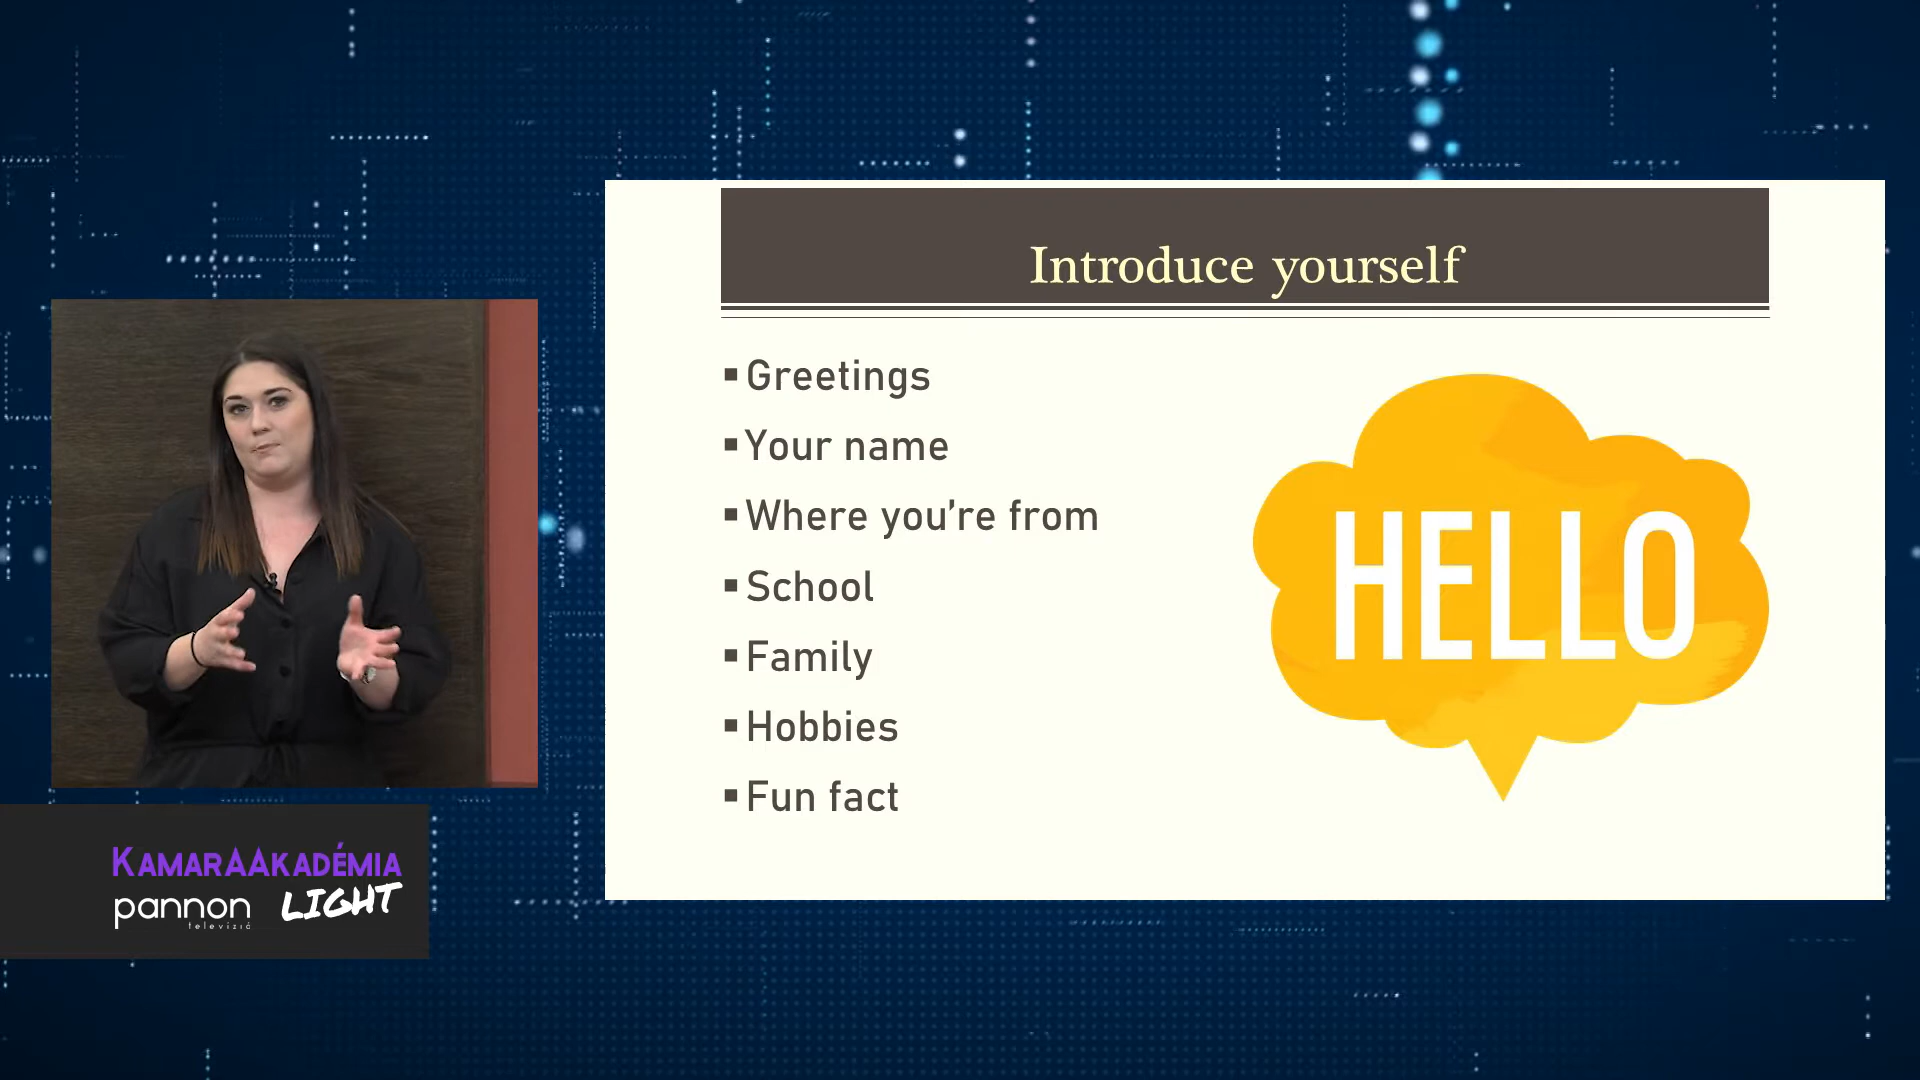 Introduce yourself
Greetings
Your name
Where you're from
School
Family
Hobbies
Fun fact
HELLO
KAMARAAKADÉMIA
pannon LIGHT
televízió